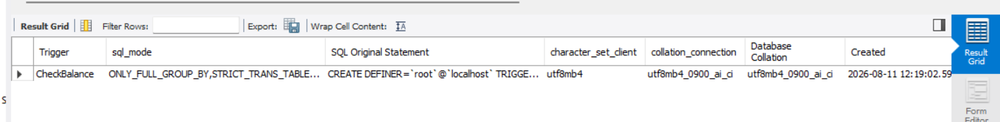 Result Grid Filter Rows: Export: Wrap Cell Content: IA
Trigger sql_mode SQL Original Statement character_set_client collation_connection Database Collation Created
CheckBalance ONLY_FULL_GROUP_BY,STRICT_TRANS_TABLE... CREATE DEFINER=`root`@`localhost` TRIGGE... utf8mb4 utf8mb4_0900_ai_ci utf8mb4_0900_ai_ci 2026-08-11 12:19:02.59
Result
Grid
s
Form
Editor